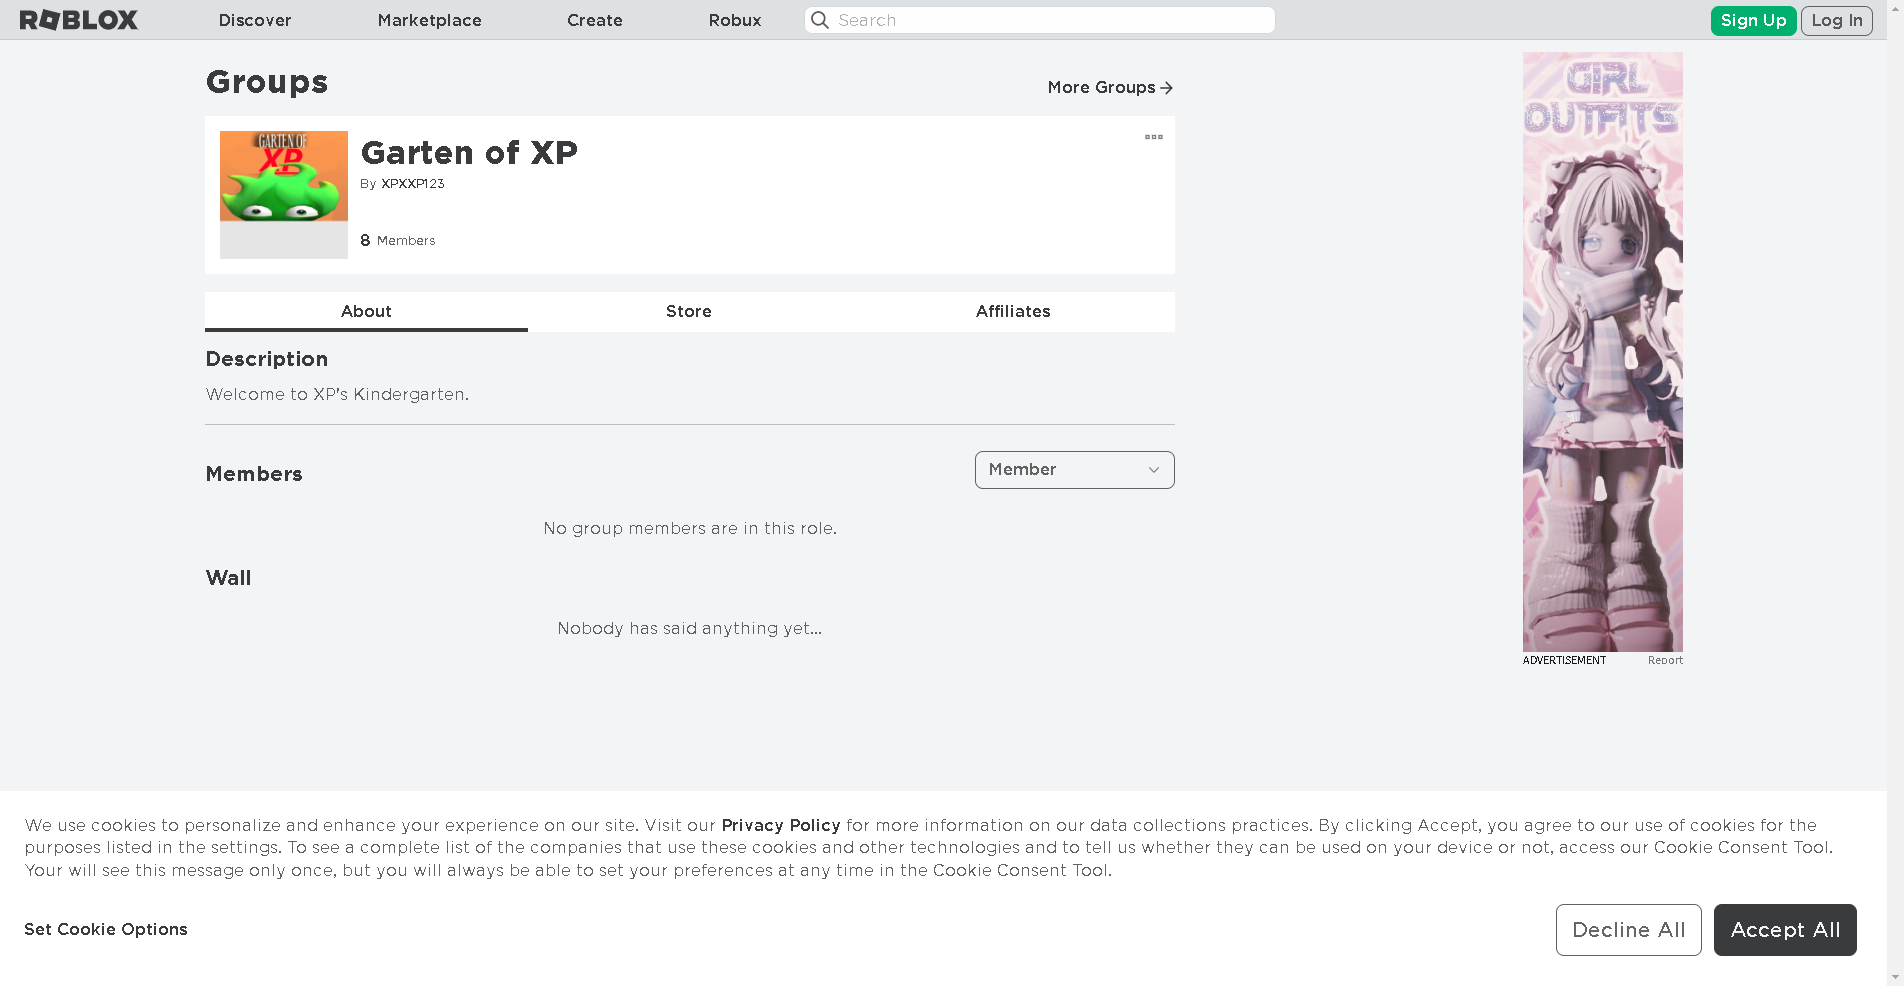 ROBLOX Discover Marketplace Create Robux Search Sign Up Log In
Groups
More Groups
GARTEN OF
XP
Garten of XP
By XPXXP123
8 Members
About Store Affiliates
Description
Welcome to XP's Kindergarten.
Members
Member
No group members are in this role.
Wall
Nobody has said anything yet...
GIRL
OUTFITS
ADVERTISEMENT Report
We use cookies to personalize and enhance your experience on our site. Visit our Privacy Policy for more information on our data collections practices. By clicking Accept, you agree to our use of cookies for the
purposes listed in the settings. To see a complete list of the companies that use these cookies and other technologies and to tell us whether they can be used on your device or not, access our Cookie Consent Tool.
Your will see this message only once, but you will always be able to set your preferences at any time in the Cookie Consent Tool.
Set Cookie Options
Decline All
Accept All